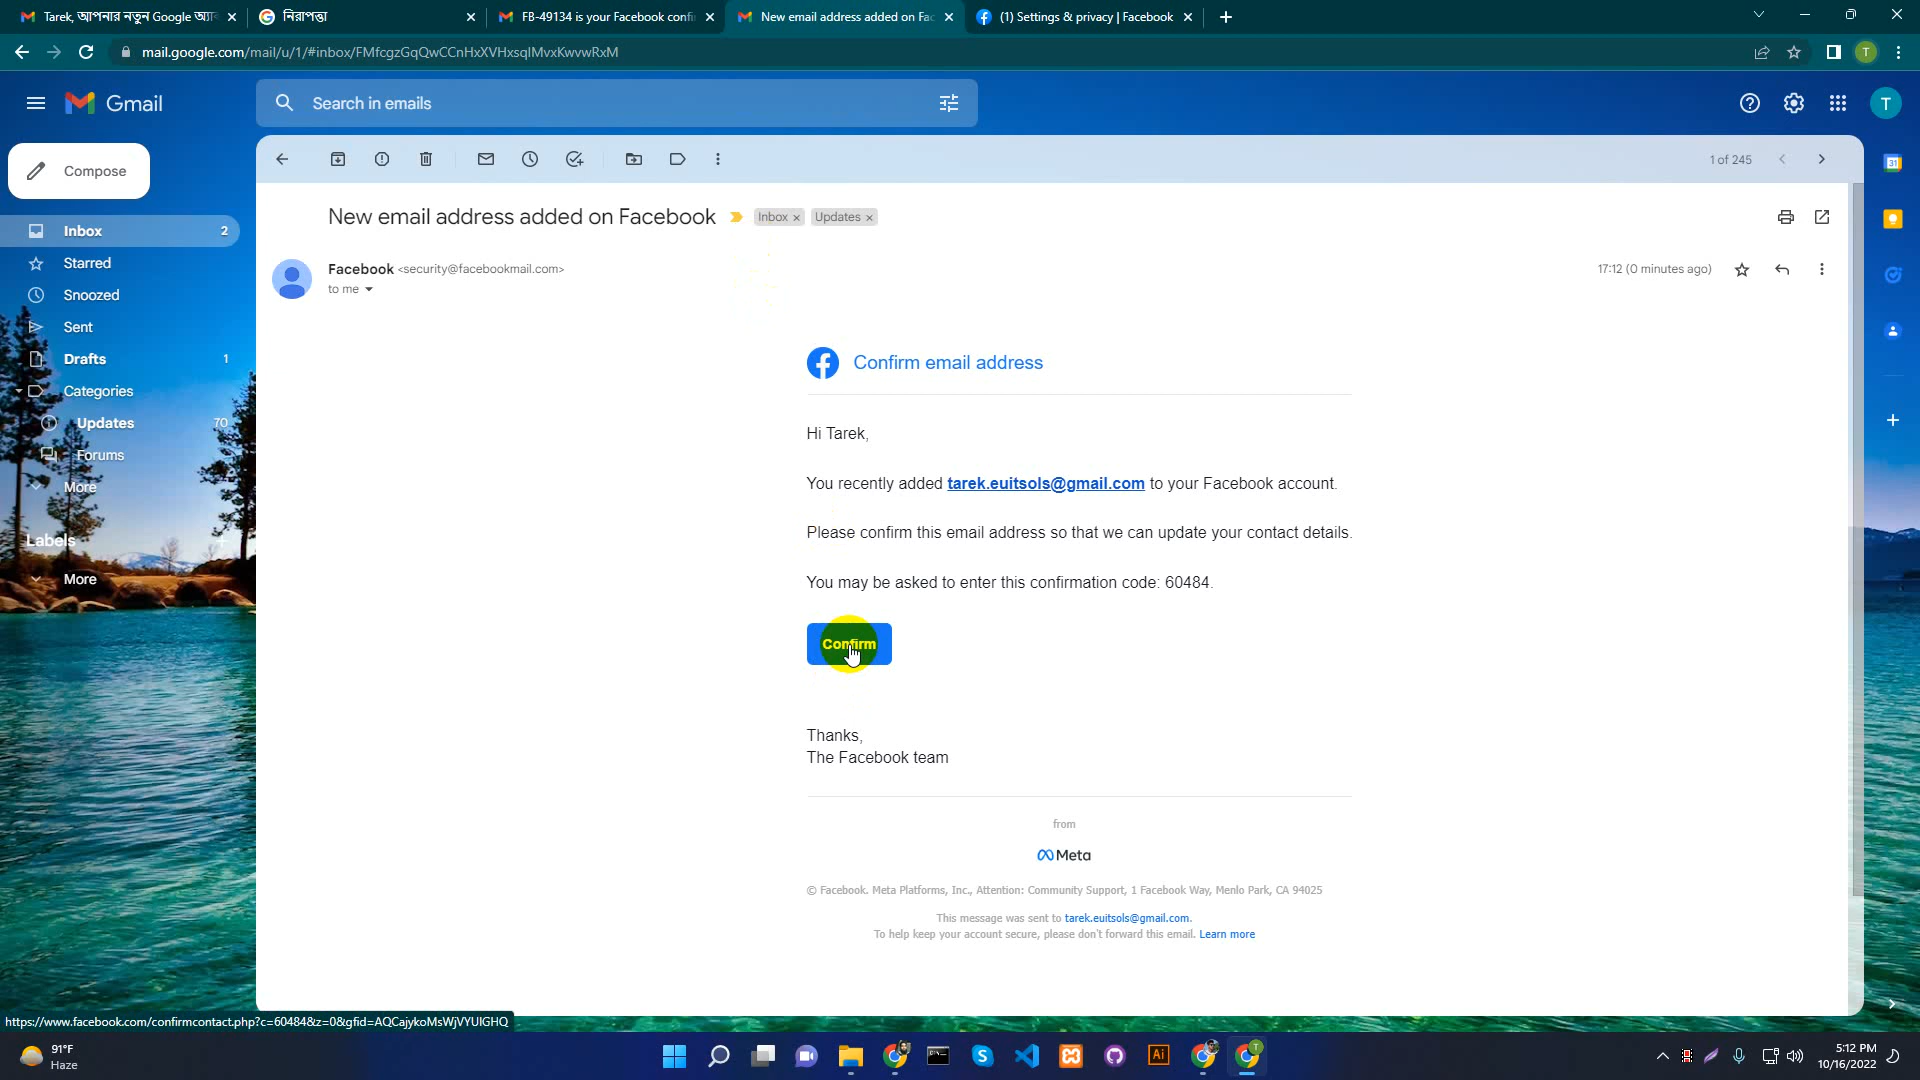 Tarek, আপনার নতুন Google অ্যা
নিরাপত্তা
FB-49134 is your Facebook confi
New email address added on Fac
(1) Settings & privacy | Facebook
mail.google.com/mail/u/1/#inbox/FMfcgzGqQwCCnHxXVHxsqlMvxKwvwRxM
T
Gmail
Search in emails
T
Compose
1 of 245
31
New email address added on Facebook
Inbox ×
Updates ×
Inbox 2
Starred
Snoozed
Sent
Drafts 1
Categories
Updates 70
Forums
More
Labels
More
Facebook <security@facebookmail.com>
17:12 (0 minutes ago)
to me
Confirm email address
Hi Tarek,
You recently added tarek.euitsols@gmail.com to your Facebook account.
Please confirm this email address so that we can update your contact details.
You may be asked to enter this confirmation code: 60484.
Confirm
Thanks,
The Facebook team
from
Meta
© Facebook. Meta Platforms, Inc., Attention: Community Support, 1 Facebook Way, Menlo Park, CA 94025
This message was sent to tarek.euitsols@gmail.com.
To help keep your account secure, please don't forward this email. Learn more
https://www.facebook.com/confirmcontact.php?c=60484&z=0&gfid=AQCajykoMsWjVYUIGHQ
91°F
Haze
Ai
T
5:12 PM
10/16/2022